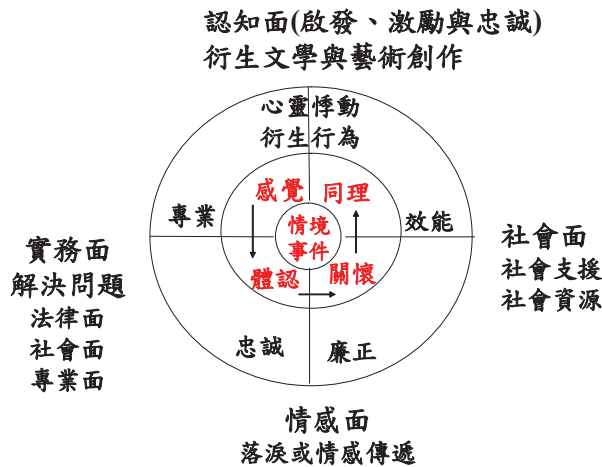 認知面(啟發、激勵與忠誠)
衍生文學與藝術創作
心靈悸動
衍生行為
感覺 同理
專業
情境
事件
效能
體認
關懷
實務面
解決問題
法律面
社會面
專業面
社會面
社會支援
社會資源
忠誠
廉正
情感面
落淚或情感傳遞